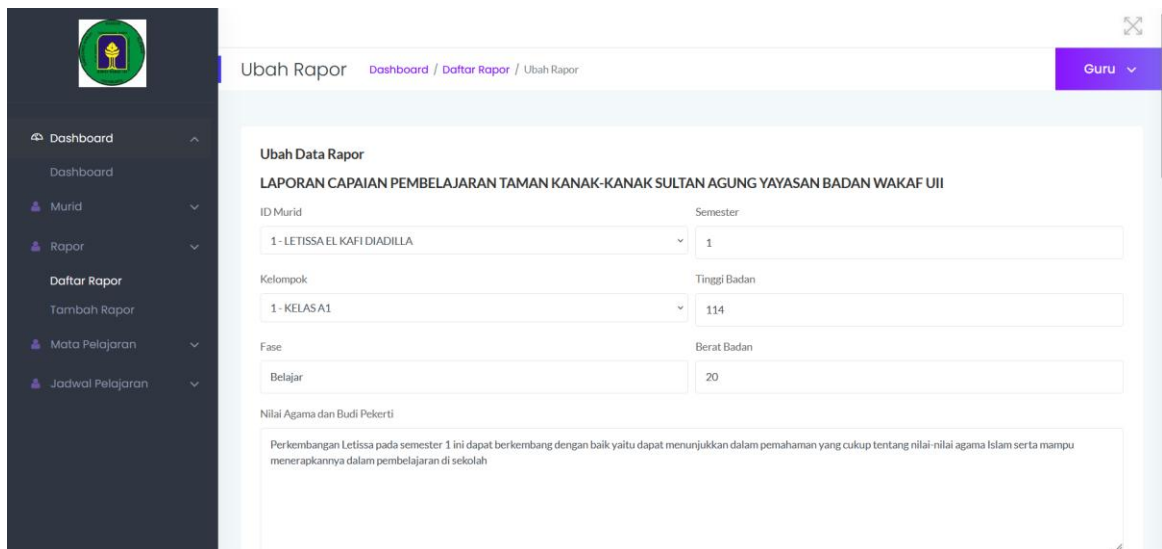 Ubah Rapor Dashboard / Daftar Rapor / Ubah Rapor
Guru
Dashboard
Dashboard
Murid
Rapor
Daftar Rapor
Tambah Rapor
Mata Pelajaran
Jadwal Pelajaran
Ubah Data Rapor
LAPORAN CAPAIAN PEMBELAJARAN TAMAN KANAK-KANAK SULTAN AGUNG YAYASAN BADAN WAKAF UII
ID Murid
1 - LETISSA EL KAFI DIADILLA
Semester
1
Kelompok
1 - KELAS A1
Tinggi Badan
114
Fase
Belajar
Berat Badan
20
Nilai Agama dan Budi Pekerti
Perkembangan Letissa pada semester 1 ini dapat berkembang dengan baik yaitu dapat menunjukkan dalam pemahaman yang cukup tentang nilai-nilai agama Islam serta mampu
menerapkannya dalam pembelajaran di sekolah